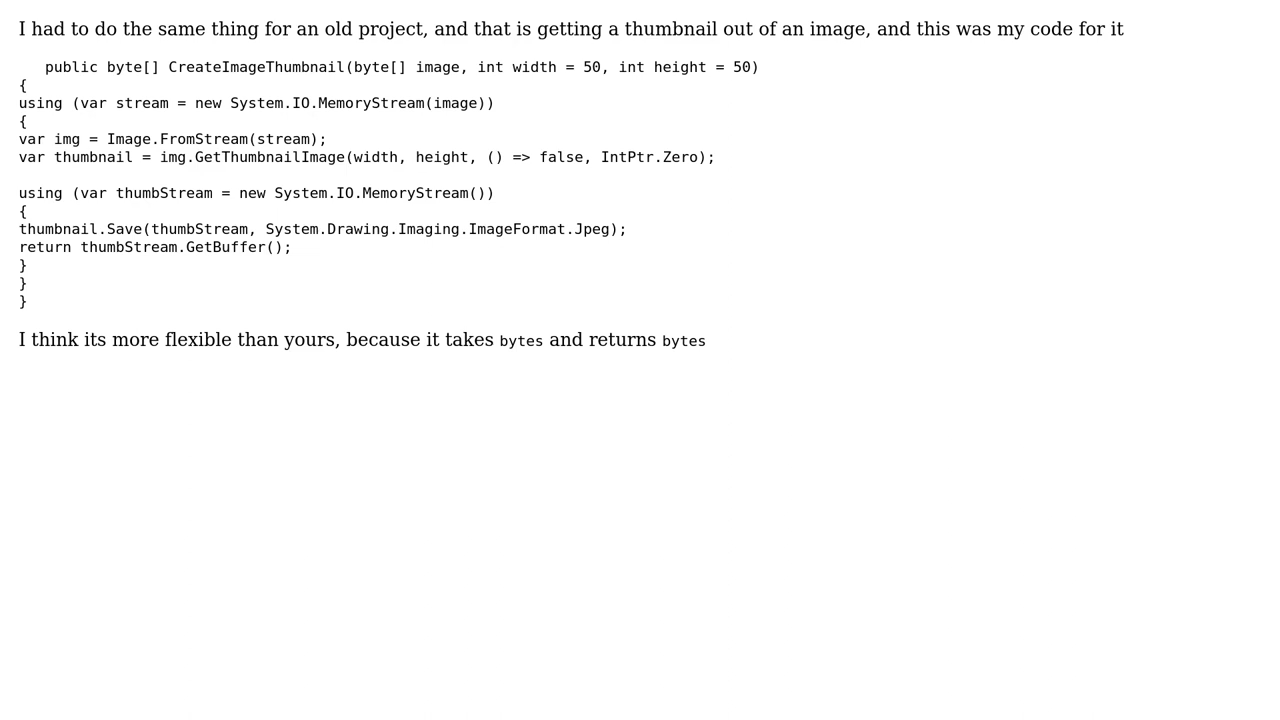 I had to do the same thing for an old project, and that is getting a thumbnail out of an image, and this was my code for it
public byte[] CreateImageThumbnail(byte[] image, int width = 50, int height = 50)
{
using (var stream = new System.IO.MemoryStream(image))
{
var img = Image.FromStream(stream);
var thumbnail = img.GetThumbnailImage(width, height, () => false, IntPtr.Zero);
using (var thumbStream = new System.IO.MemoryStream())
{
thumbnail.Save(thumbStream, System.Drawing.Imaging.ImageFormat.Jpeg);
return thumbStream.GetBuffer();
}
}
}
I think its more flexible than yours, because it takes bytes and returns bytes